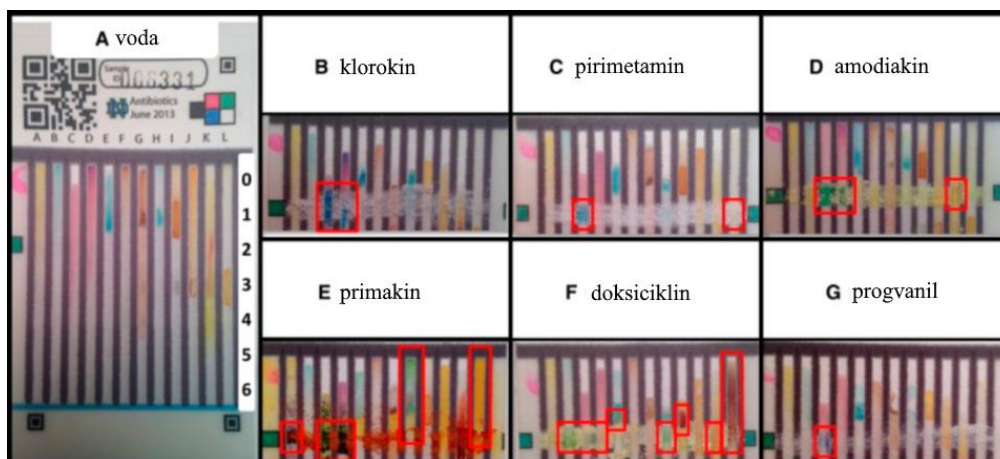 A voda
Sample
ID
006331
Antibiotics
June 2013
A B C D E F G H I J K L
0
1
2
3
4
5
6
B klorokin
C pirimetamin
D amodiakin
E primakin
F doksiciklin
G progvanil